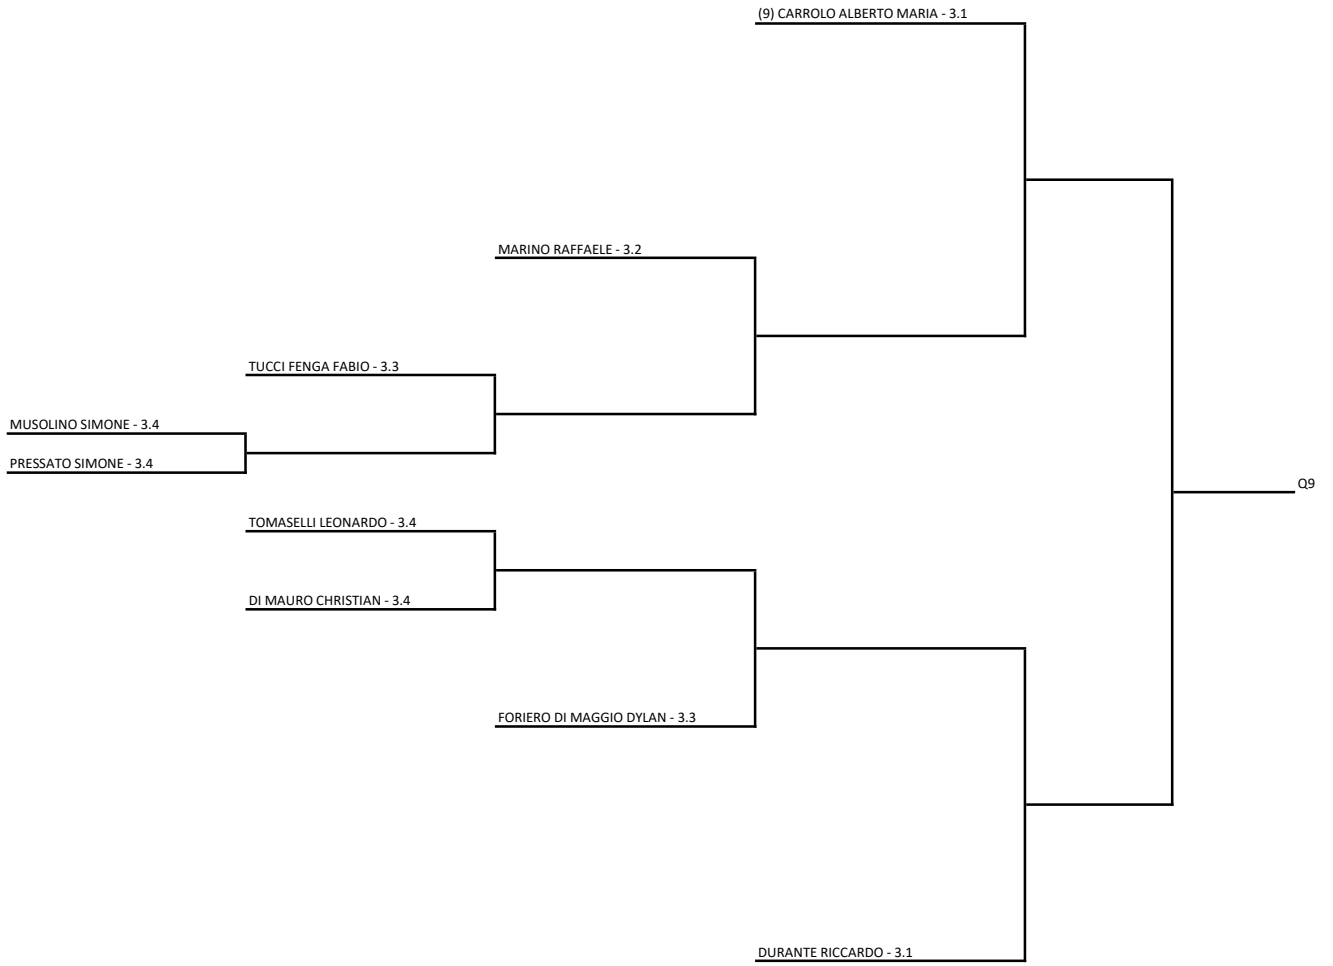 (9) CARROLO ALBERTO MARIA - 3.1
MARINO RAFFAELE - 3.2
TUCCI FENGA FABIO - 3.3
MUSOLINO SIMONE - 3.4
PRESSATO SIMONE - 3.4
Q9
TOMASELLI LEONARDO - 3.4
DI MAURO CHRISTIAN - 3.4
FORIERO DI MAGGIO DYLAN - 3.3
DURANTE RICCARDO - 3.1